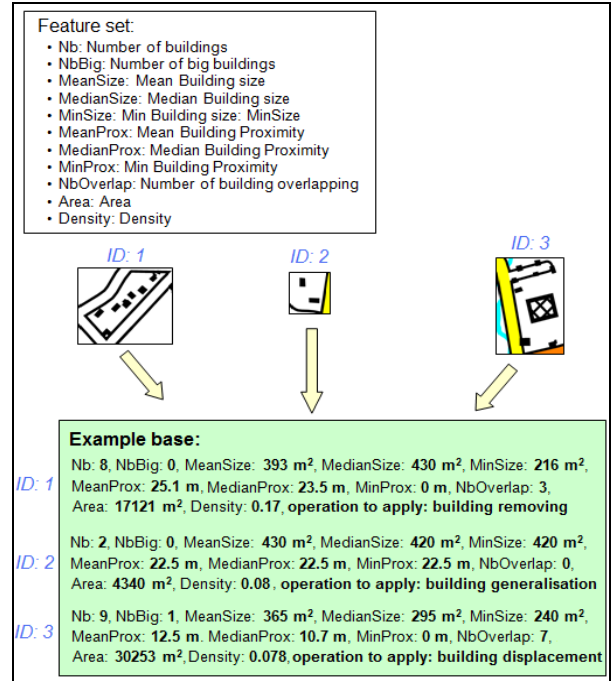 Feature set:
• Nb: Number of buildings
• NbBig: Number of big buildings
• MeanSize: Mean Building size
• MedianSize: Median Building size
• MinSize: Min Building size: MinSize
• MeanProx: Mean Building Proximity
• MedianProx: Median Building Proximity
• MinProx: Min Building Proximity
• NbOverlap: Number of building overlapping
• Area: Area
• Density: Density
ID: 1
ID: 2
ID: 3
Example base:
ID: 1
Nb: 8, NbBig: 0, MeanSize: 393 m², MedianSize: 430 m², MinSize: 216 m²,
MeanProx: 25.1 m, MedianProx: 23.5 m, MinProx: 0 m, NbOverlap: 3,
Area: 17121 m², Density: 0.17, operation to apply: building removing
ID: 2
Nb: 2, NbBig: 0, MeanSize: 430 m², MedianSize: 420 m², MinSize: 420 m²,
MeanProx: 22.5 m, MedianProx: 22.5 m, MinProx: 22.5 m, NbOverlap: 0,
Area: 4340 m², Density: 0.08, operation to apply: building generalisation
ID: 3
Nb: 9, NbBig: 1, MeanSize: 365 m², MedianSize: 295 m², MinSize: 240 m²,
MeanProx: 12.5 m. MedianProx: 10.7 m, MinProx: 0 m, NbOverlap: 7,
Area: 30253 m², Density: 0.078, operation to apply: building displacement